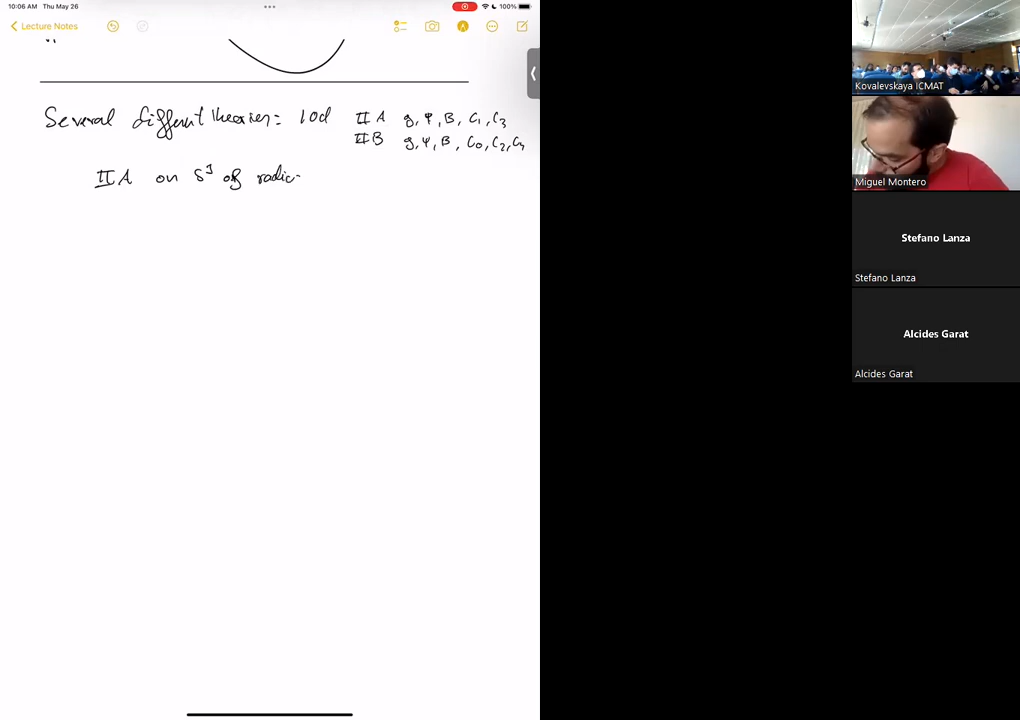 10:06 AM Thu May 26
100%
Lecture Notes
Several different theories: 10d IIA g, φ, B, C₁, C₃
IIB g, φ, B, C₀, C₂, C₄
IIA on S¹ of radiu
Kovalevskaya ICMAT
Miguel Montero
Stefano Lanza
Stefano Lanza
Alcides Garat
Alcides Garat